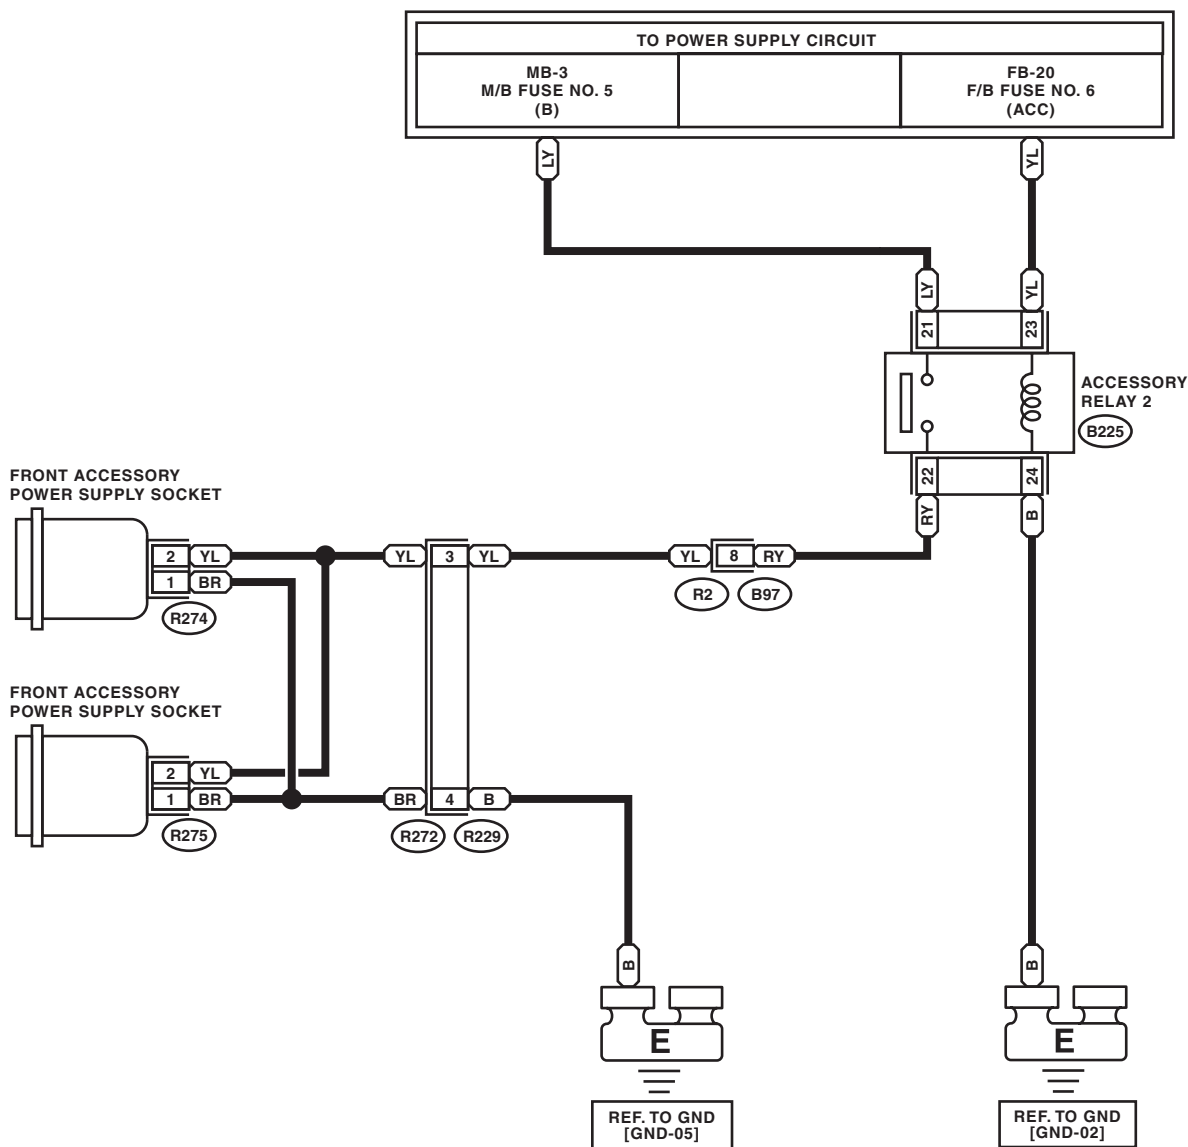 TO POWER SUPPLY CIRCUIT
MB-3
M/B FUSE NO. 5
(B)
FB-20
F/B FUSE NO. 6
(ACC)
LY
YL
LY
YL
21
23
ACCESSORY
RELAY 2
B225
22
24
RY
B
FRONT ACCESSORY
POWER SUPPLY SOCKET
2 YL
1 BR
R274
YL 3 YL
YL 8 RY
R2 B97
FRONT ACCESSORY
POWER SUPPLY SOCKET
2 YL
1 BR
R275
BR 4 B
R272 R229
B
B
E
E
REF. TO GND
[GND-05]
REF. TO GND
[GND-02]